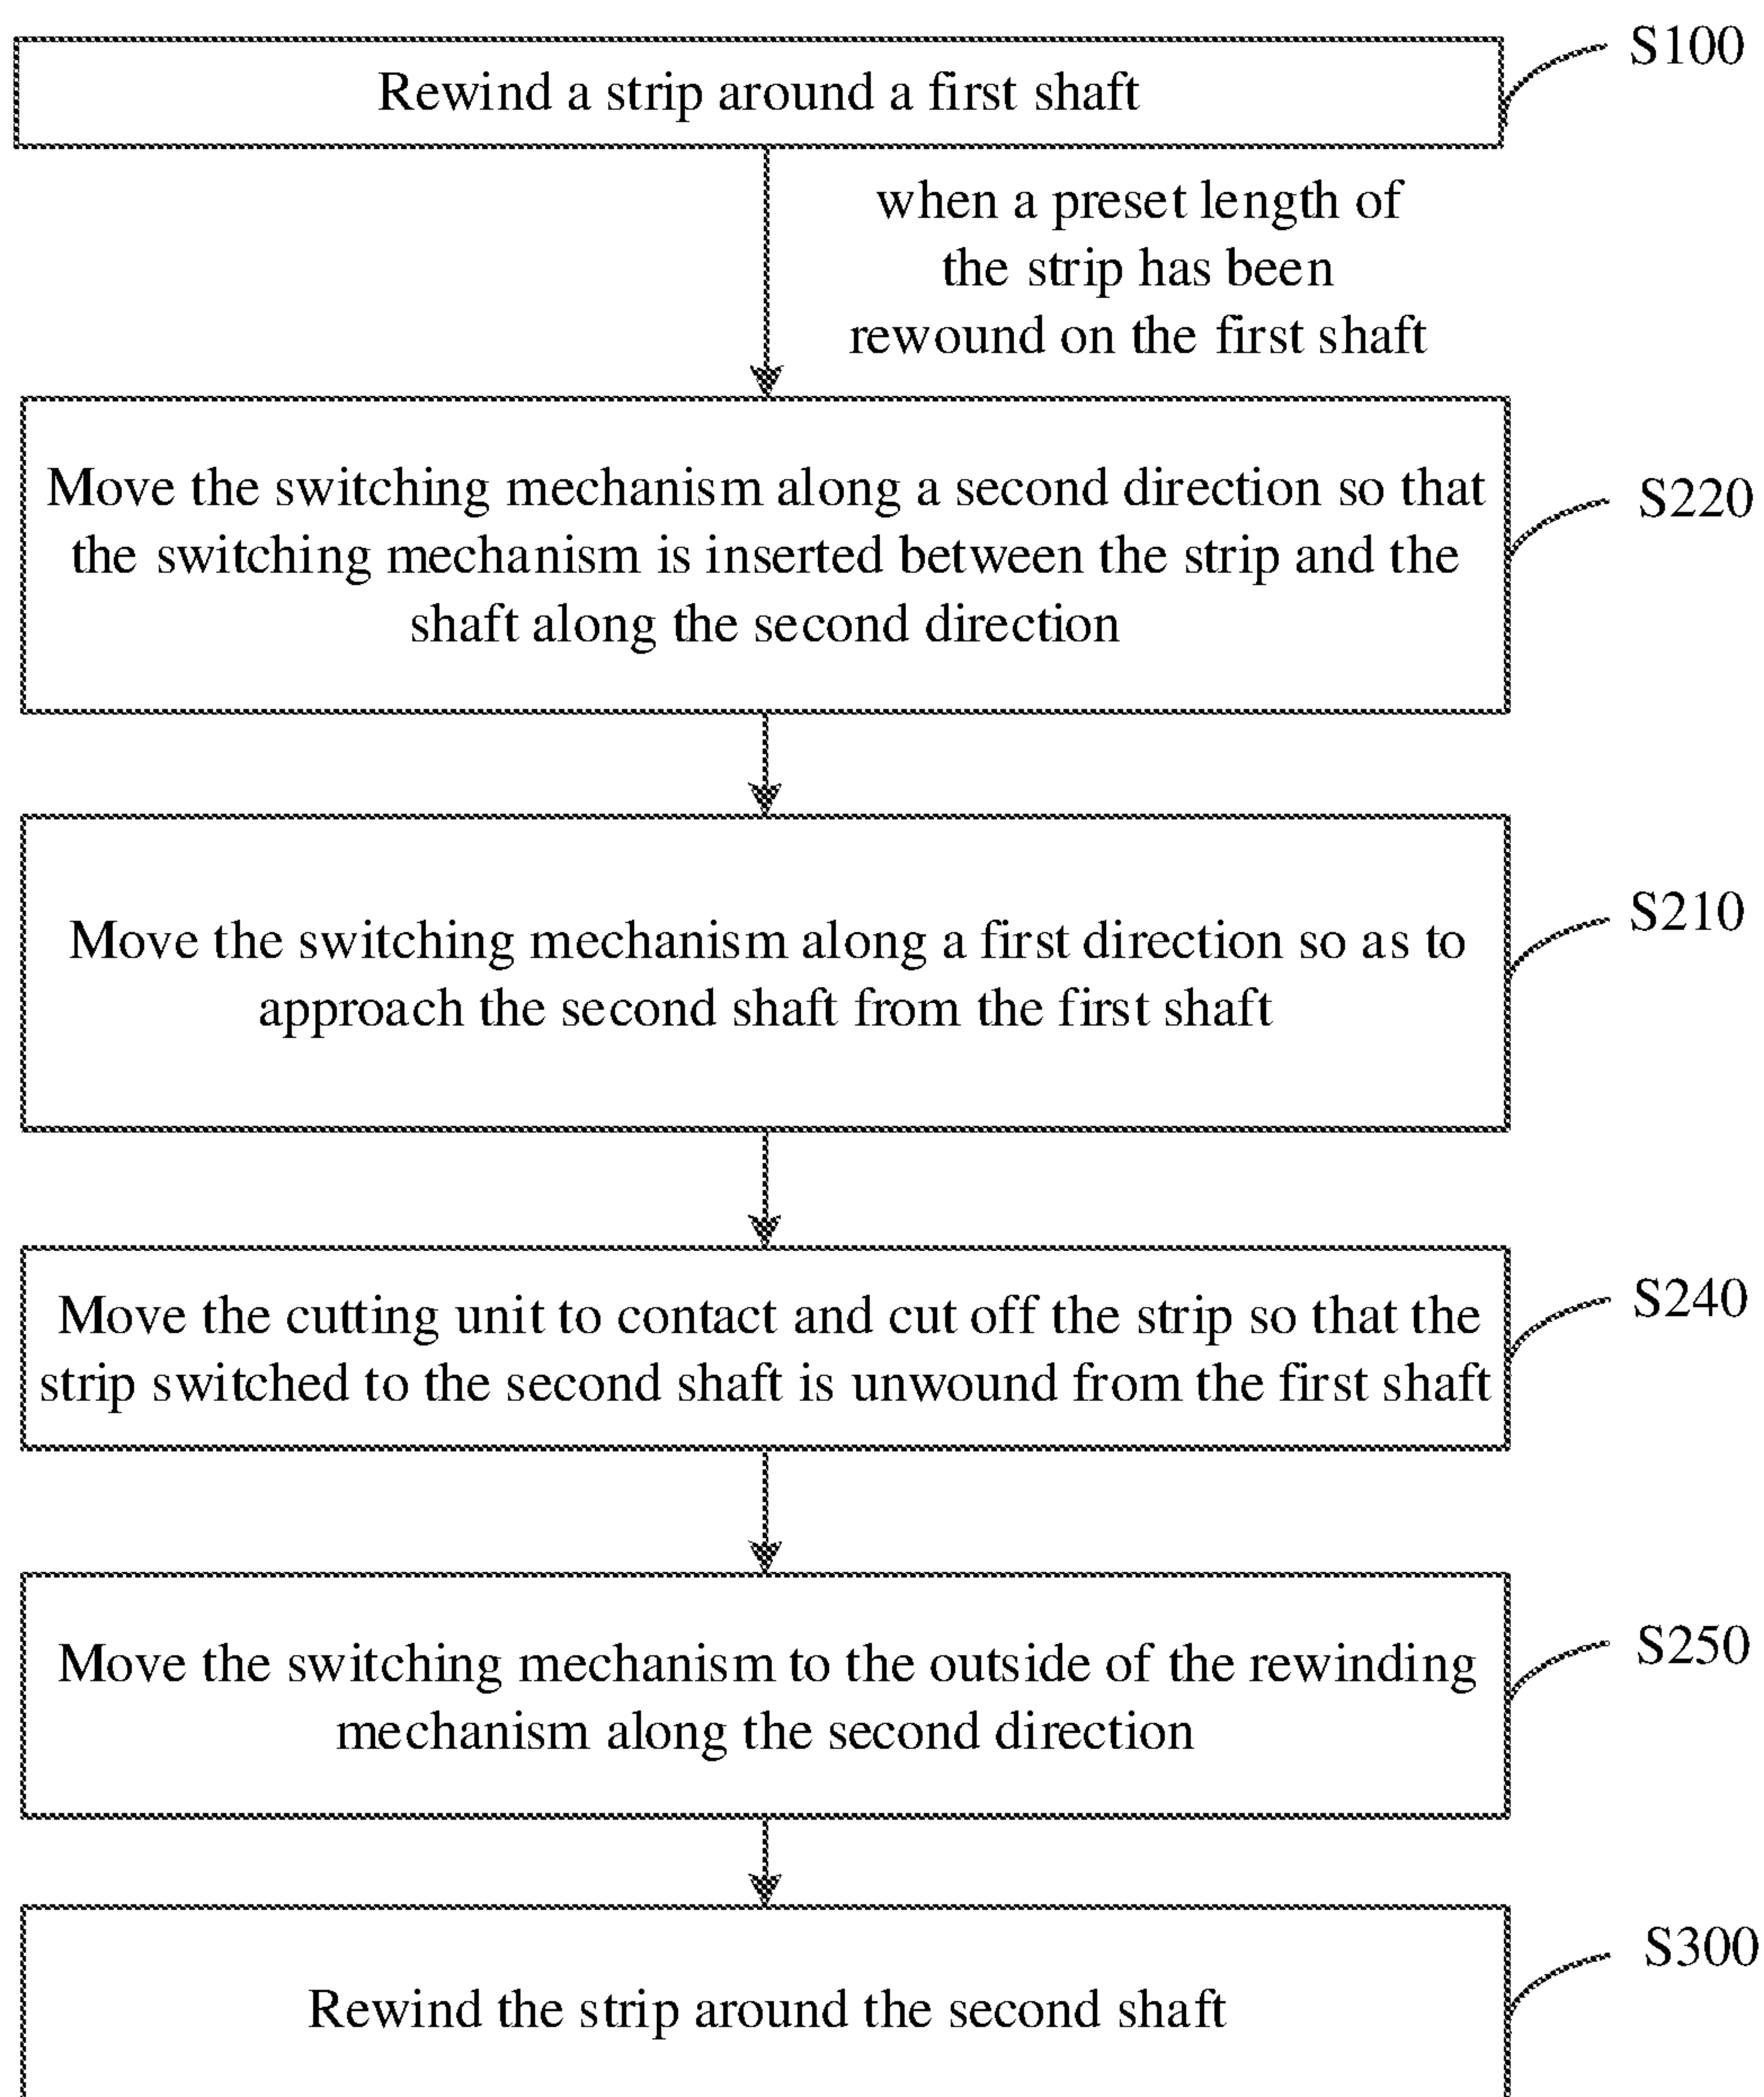 S100
Rewind a strip around a first shaft
when a preset length of
the strip has been
rewound on the first shaft
Move the switching mechanism along a second direction so that
the switching mechanism is inserted between the strip and the
shaft along the second direction
S220
Move the switching mechanism along a first direction so as to
approach the second shaft from the first shaft
S210
Move the cutting unit to contact and cut off the strip so that the
strip switched to the second shaft is unwound from the first shaft
S240
Move the switching mechanism to the outside of the rewinding
mechanism along the second direction
S250
Rewind the strip around the second shaft
S300